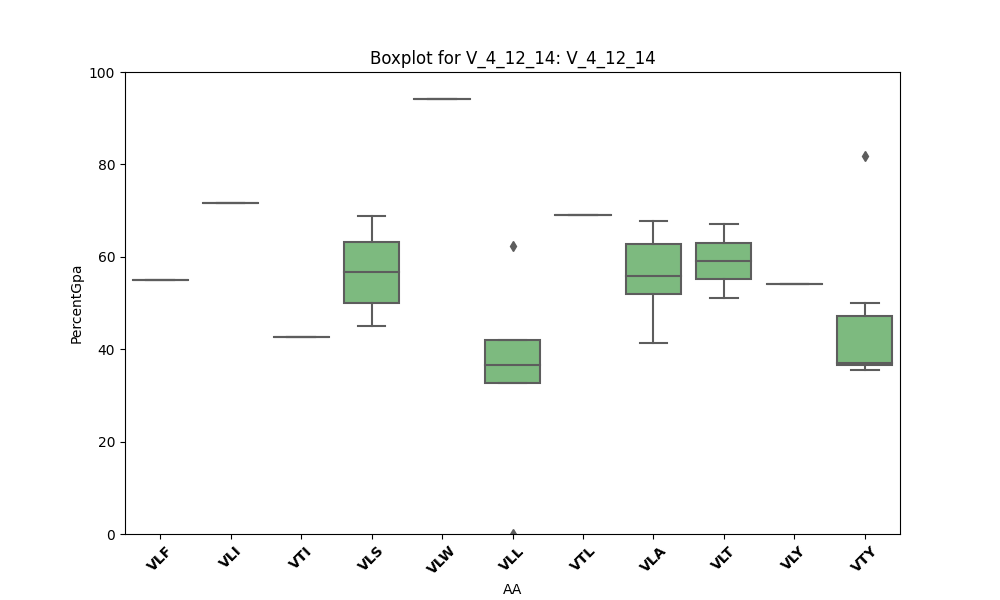 Boxplot for V_4_12_14: V_4_12_14
100
80
60
40
20
0
PercentGpa
VLF
VLI
VTI
VLS
VLW
VLL
VTL
VLA
VLT
VLY
VTY
AA